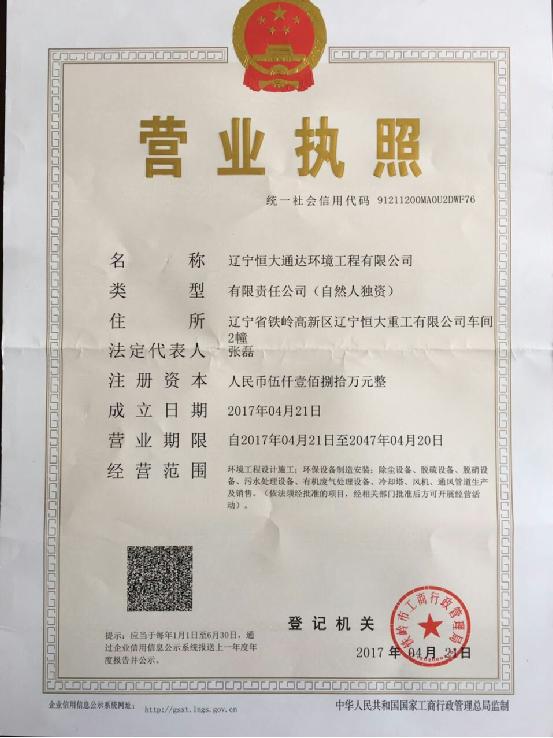 营业执照
统一社会信用代码 91211200MA0U2DWF76
名称 辽宁恒大通达环境工程有限公司
类型 有限责任公司（自然人独资）
住所 辽宁省铁岭高新区辽宁恒大重工有限公司车间
2幢
法定代表人 张磊
注册资本 人民币伍仟壹佰捌拾万元整
成立日期 2017年04月21日
营业期限 自2017年04月21日至2047年04月20日
经营范围 环境工程设计施工；环保设备制造安装；除尘设备、脱硫设备、脱硝设
备、污水处理设备、有机废气处理设备、冷却塔、风机、通风管道生产
及销售。（依法须经批准的项目，经相关部门批准后方可开展经营活
动）。
登记机关
铁岭市工商行政管理局
2017年04月21日
提示：应当于每年1月1日至6月30日，通
过企业信用信息公示系统报送上一年度年
度报告并公示。
企业信用信息公示系统网址： http://gsxt.lngs.gov.cn
中华人民共和国国家工商行政管理总局监制